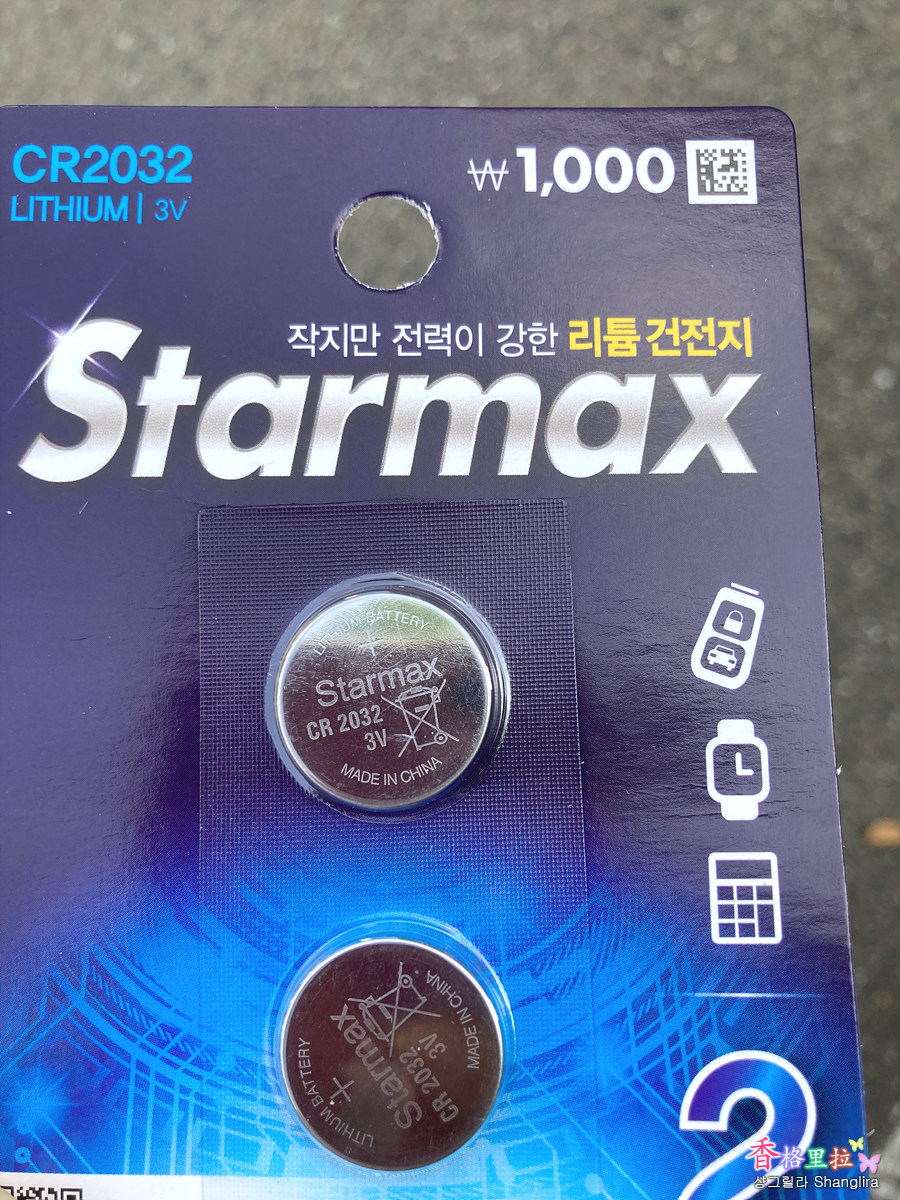 CR2032
LITHIUM | 3V
₩1,000
작지만 전력이 강한 리튬 건전지
Starmax
LITHIUM BATTERY
+
Starmax
CR 2032
3V
MADE IN CHINA
LITHIUM BATTERY
+
Starmax
CR 2032
3V
MADE IN CHINA
2
香格里拉
샹그릴라 Shanglira